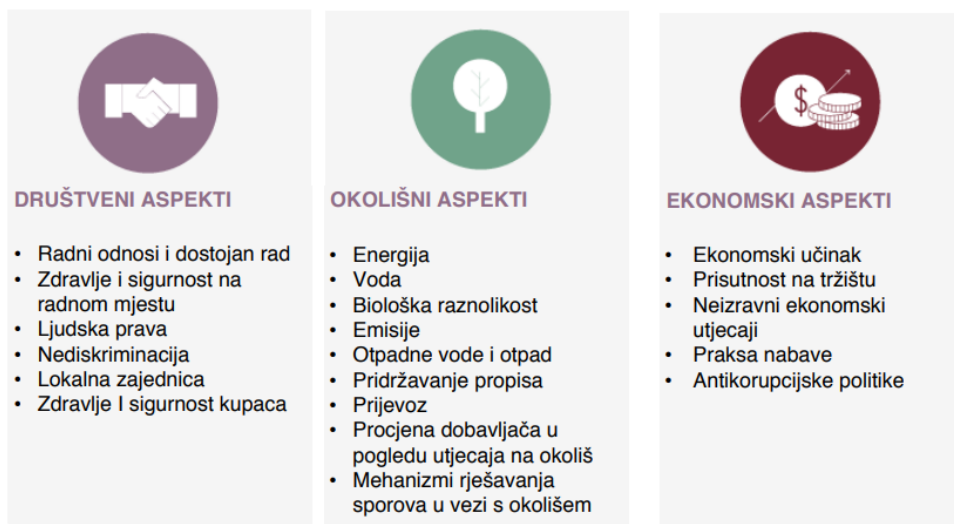 DRUŠTVENI ASPEKTI
• Radni odnosi i dostojan rad
• Zdravlje i sigurnost na
radnom mjestu
• Ljudska prava
• Nediskriminacija
• Lokalna zajednica
• Zdravlje I sigurnost kupaca
OKOLIŠNI ASPEKTI
• Energija
• Voda
• Biološka raznolikost
• Emisije
• Otpadne vode i otpad
• Pridržavanje propisa
• Prijevoz
• Procjena dobavljača u
pogledu utjecaja na okoliš
• Mehanizmi rješavanja
sporova u vezi s okolišem
$
EKONOMSKI ASPEKTI
• Ekonomski učinak
• Prisutnost na tržištu
• Neizravni ekonomski
utjecaji
• Praksa nabave
• Antikorupcijske politike